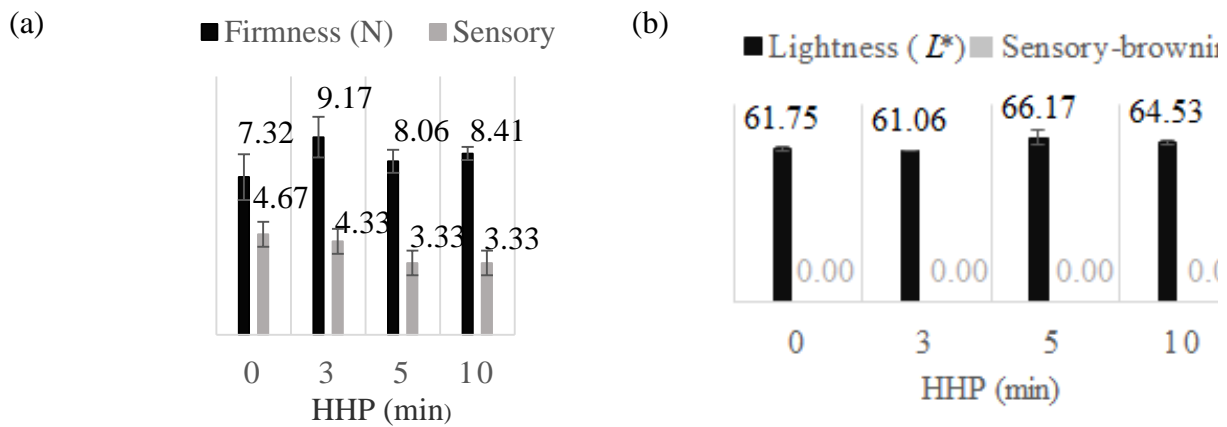 (a)
Firmness (N) Sensory
7.32 9.17 8.06 8.41
4.67 4.33 3.33 3.33
0 3 5 10
HHP (min)
(b)
Lightness (L*) Sensory-browni
61.75 61.06 66.17 64.53
0.00 0.00 0.00 0.0
0 3 5 10
HHP (min)